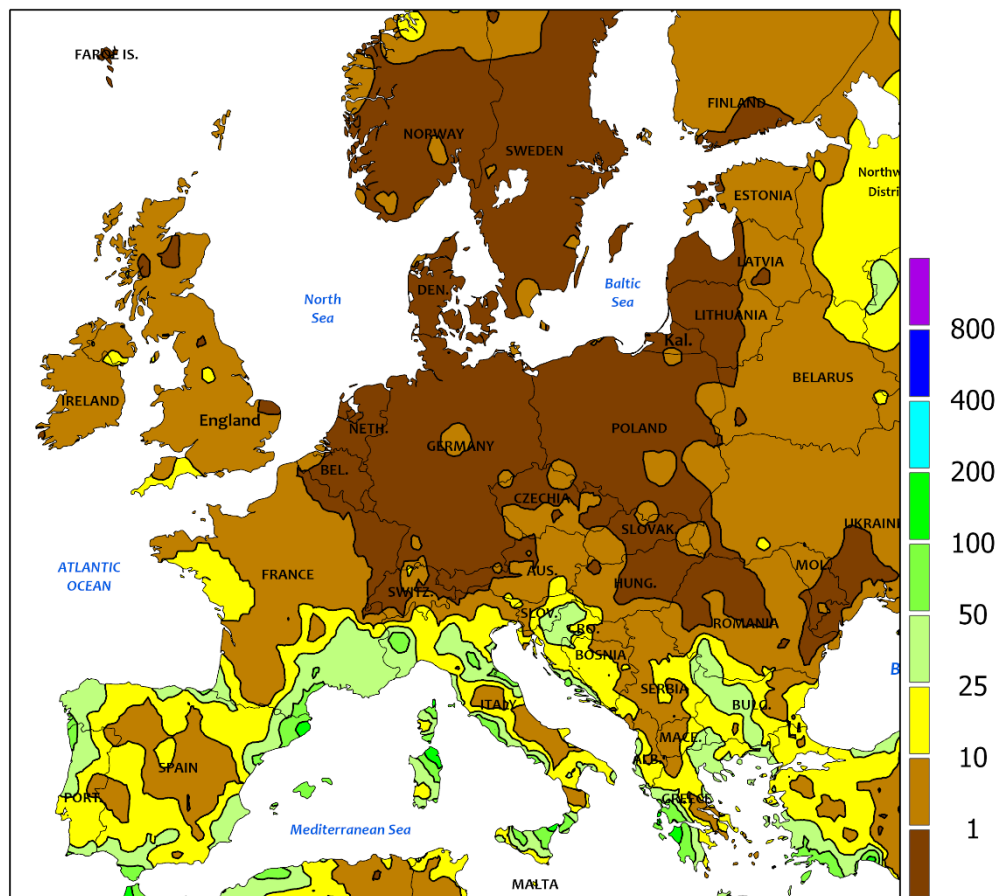 FAROE IS.
FINLAND
NORWAY
SWEDEN
Northw
Distri
ESTONIA
LATVIA
DEN.
North
Sea
Baltic
Sea
LITHUANIA
Kal.
800
BELARUS
IRELAND
England
NETH.
GERMANY
POLAND
400
BEL.
200
CZECHIA
SLOVAK.
UKRAINE
100
ATLANTIC
OCEAN
FRANCE
SWITZ.
AUS.
HUNG.
MOL.
50
SLOV.
CRO.
ROMANIA
BOSNIA
B
25
ITALY
SERBIA
BULG.
MACE.
10
SPAIN
ALB.
PORT.
GREECE
Mediterranean Sea
1
MALTA